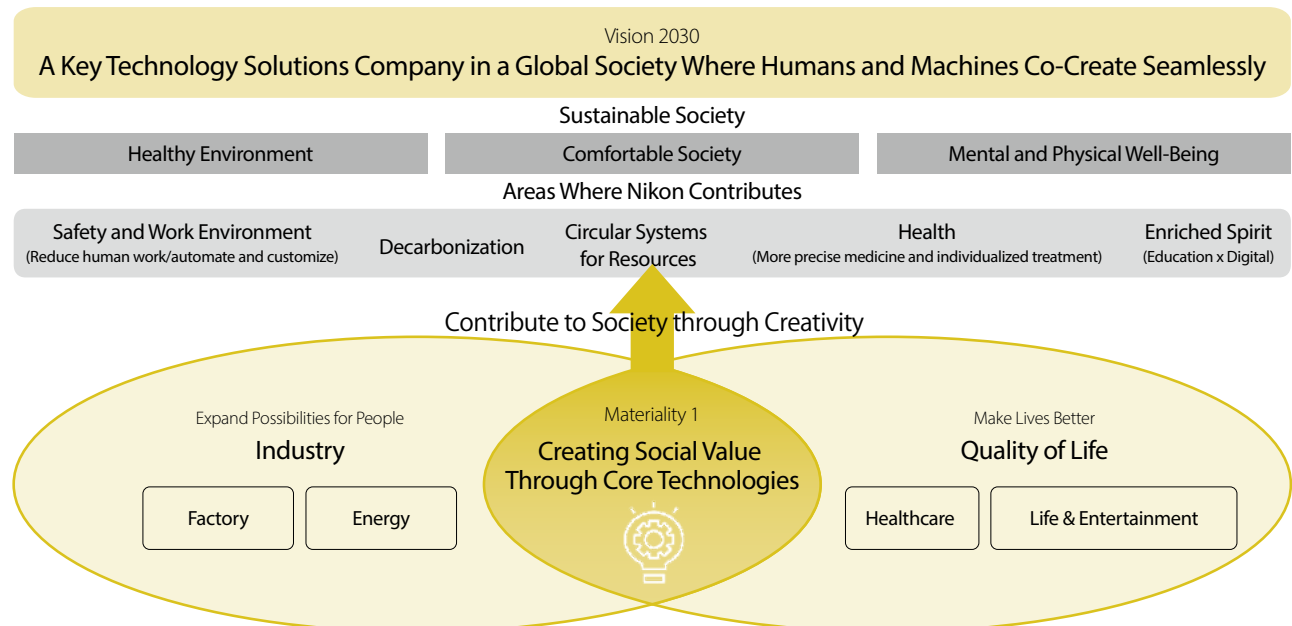 Vision 2030
A Key Technology Solutions Company in a Global Society Where Humans and Machines Co-Create Seamlessly
Sustainable Society
Healthy Environment
Comfortable Society
Mental and Physical Well-Being
Areas Where Nikon Contributes
Safety and Work Environment
(Reduce human work/automate and customize)
Decarbonization
Circular Systems
for Resources
Health
(More precise medicine and individualized treatment)
Enriched Spirit
(Education x Digital)
Contribute to Society through Creativity
Expand Possibilities for People
Industry
Factory
Energy
Materiality 1
Creating Social Value
Through Core Technologies
Make Lives Better
Quality of Life
Healthcare
Life & Entertainment